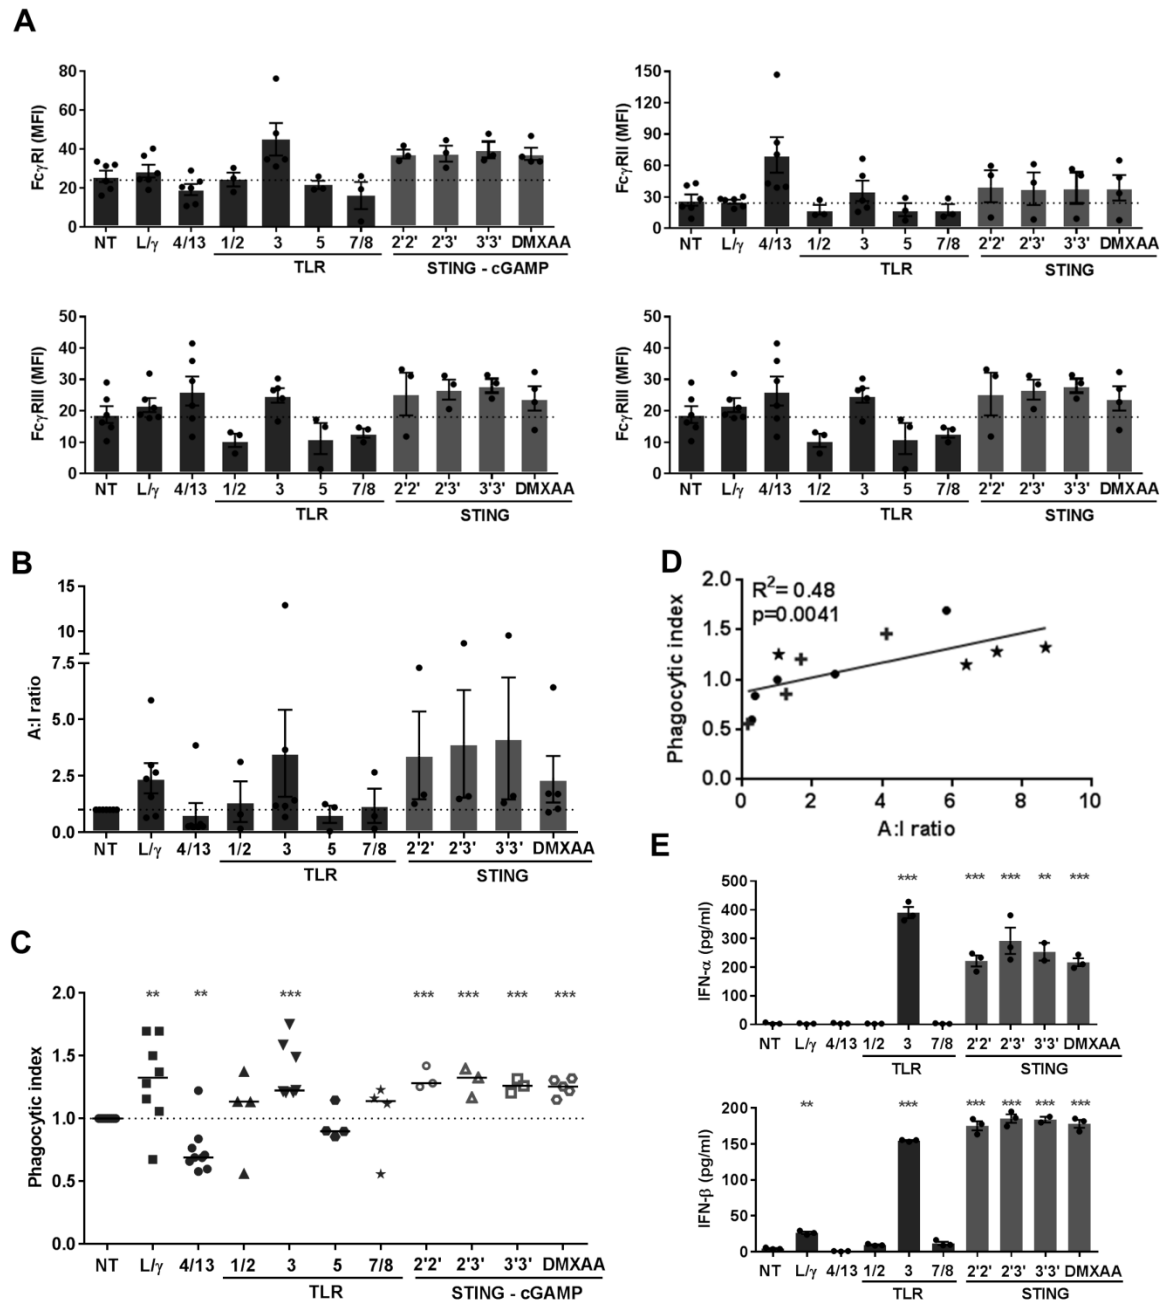 A
FcγRI (MFI)
80
60
40
20
0
NT L/γ 4/13 1/2 3 5 7/8 2'2' 2'3' 3'3' DMXAA
TLR STING - cGAMP
FcγRII (MFI)
150
120
90
60
30
0
NT L/γ 4/13 1/2 3 5 7/8 2'2' 2'3' 3'3' DMXAA
TLR STING
FcγRIII (MFI)
50
40
30
20
10
0
NT L/γ 4/13 1/2 3 5 7/8 2'2' 2'3' 3'3' DMXAA
TLR STING
FcγRIII (MFI)
50
40
30
20
10
0
NT L/γ 4/13 1/2 3 5 7/8 2'2' 2'3' 3'3' DMXAA
TLR STING
B
A:I ratio
15
10
5
7.5
5.0
2.5
0.0
NT L/γ 4/13 1/2 3 5 7/8 2'2' 2'3' 3'3' DMXAA
TLR STING
C
Phagocytic index
2.0
1.5
1.0
0.5
0.0
** ** *** *** *** *** ***
NT L/γ 4/13 1/2 3 5 7/8 2'2' 2'3' 3'3' DMXAA
TLR STING - cGAMP
D
Phagocytic index
2.0
1.5
1.0
0.5
0.0
R²= 0.48
p=0.0041
0 2 4 6 8 10
A:I ratio
E
IFN-α (pg/ml)
500
400
300
200
100
0
*** *** *** ** ***
NT L/γ 4/13 1/2 3 7/8 2'2' 2'3' 3'3' DMXAA
TLR STING
IFN-β (pg/ml)
200
150
100
50
0
** *** *** *** *** ***
NT L/γ 4/13 1/2 3 7/8 2'2' 2'3' 3'3' DMXAA
TLR STING